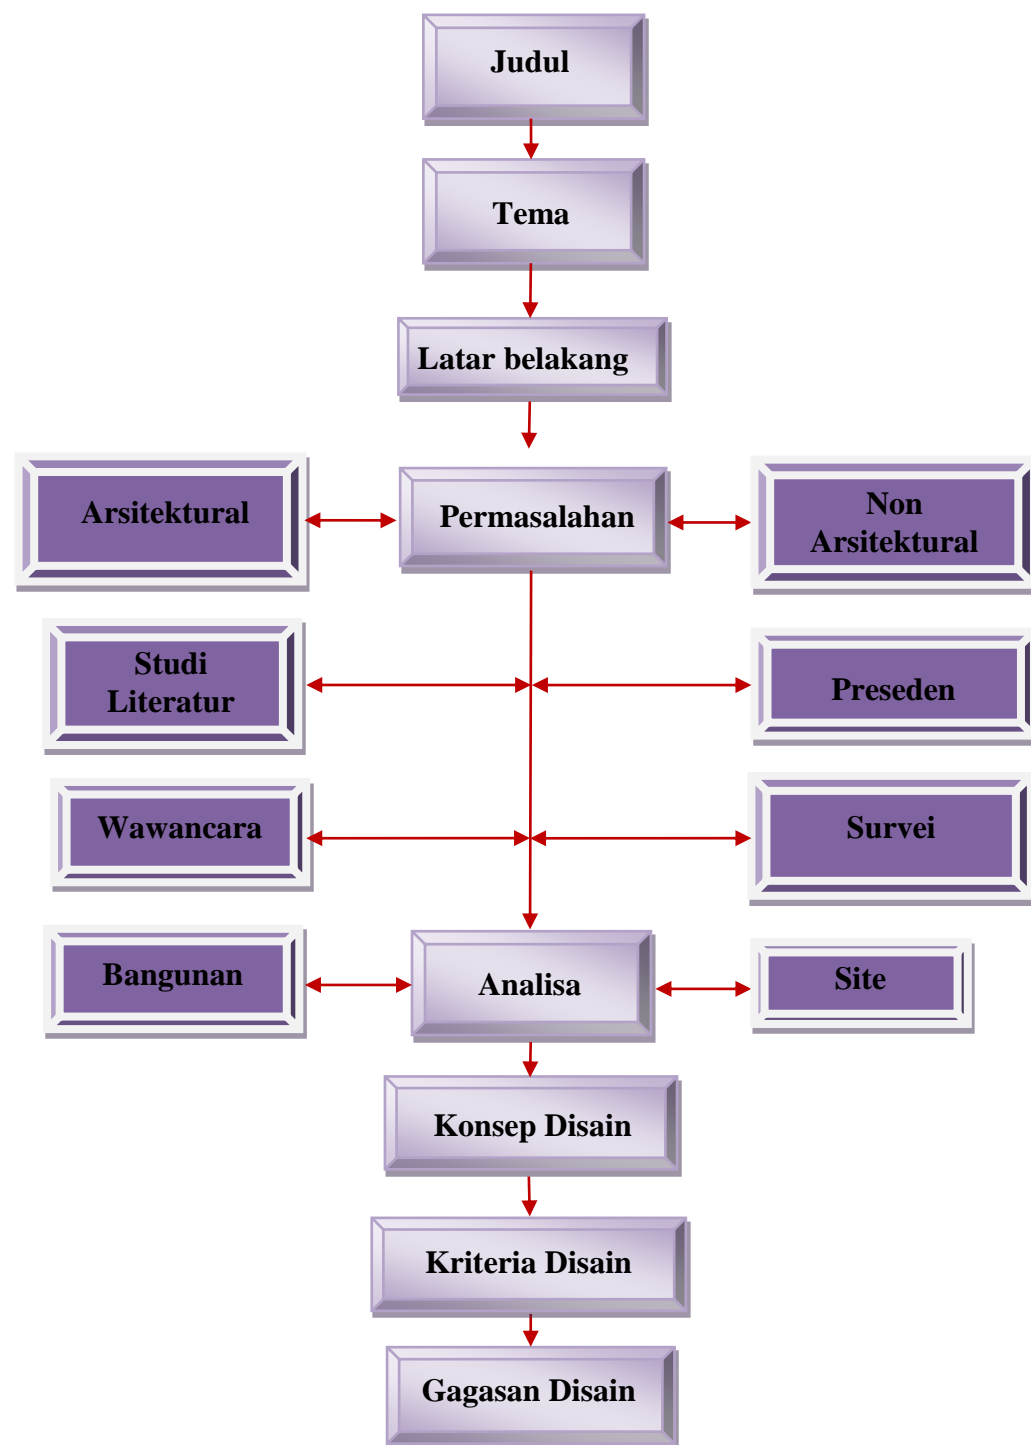 Judul
Tema
Latar belakang
Arsitektural
Permasalahan
Non
Arsitektural
Studi
Literatur
Preseden
Wawancara
Survei
Bangunan
Analisa
Site
Konsep Disain
Kriteria Disain
Gagasan Disain